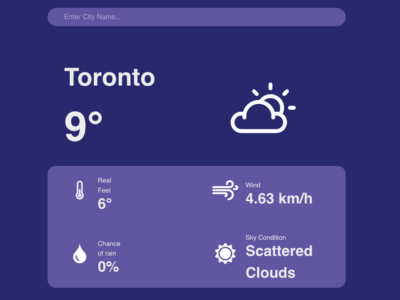 Enter City Name...
Toronto
9°
Real
Feel
6°
Wind
4.63 km/h
Chance
of rain
0%
Sky Condition
Scattered
Clouds